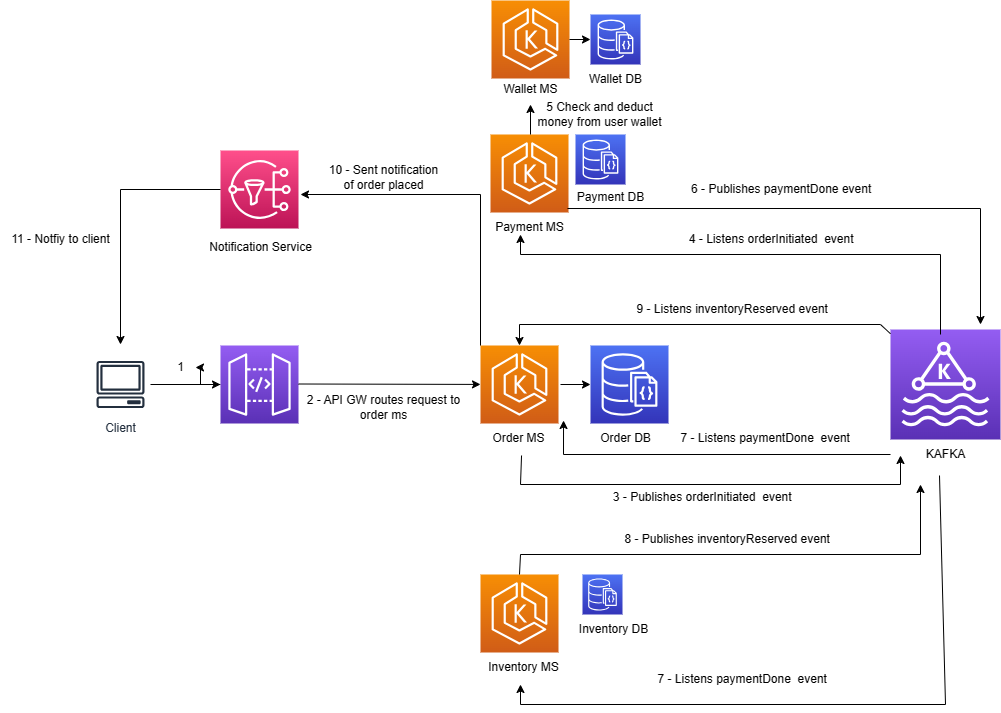 Wallet MS
Wallet DB
5 Check and deduct
money from user wallet
Payment DB
Payment MS
6 - Publishes paymentDone event
10 - Sent notification
of order placed
Notification Service
11 - Notfiy to client
4 - Listens orderInitiated  event
9 - Listens inventoryReserved event
1
Client
2 - API GW routes request to
order ms
Order MS
Order DB
7 - Listens paymentDone  event
K
KAFKA
3 - Publishes orderInitiated  event
8 - Publishes inventoryReserved event
Inventory DB
Inventory MS
7 - Listens paymentDone  event